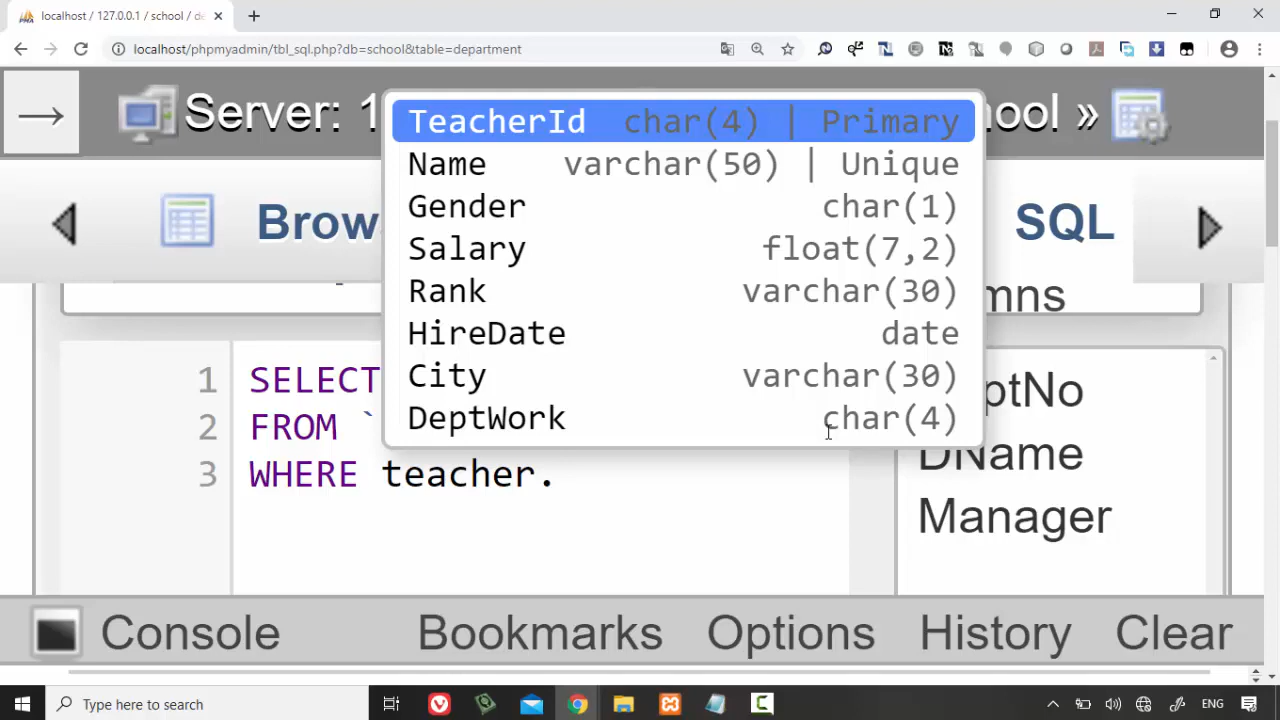 localhost / 127.0.0.1 / school / de
localhost/phpmyadmin/tbl_sql.php?db=school&table=department
Server: 1
ool »
TeacherId char(4) | Primary
Name varchar(50) | Unique
Gender char(1)
Salary float(7,2)
Rank varchar(30)
HireDate date
City varchar(30)
DeptWork char(4)
Brow
SQL
mns
1 SELECT
2 FROM `
3 WHERE teacher.
ptNo
DName
Manager
Console Bookmarks Options History Clear
Type here to search
ENG